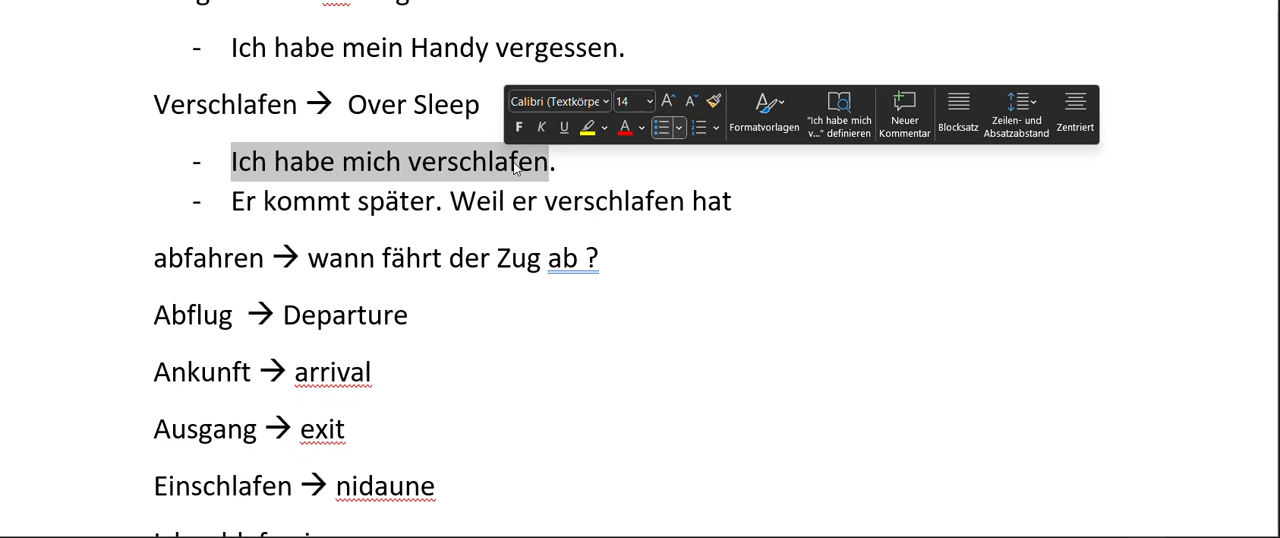 - Ich habe mein Handy vergessen.
Verschlafen → Over Sleep
Calibri (Textkörpe 14 A A
F K U A
Formatvorlagen
"Ich habe mich v..." definieren
Neuer Kommentar
Blocksatz
Zeilen- und Absatzabstand
Zentriert
- Ich habe mich verschlafen.
- Er kommt später. Weil er verschlafen hat
abfahren → wann fährt der Zug ab ?
Abflug → Departure
Ankunft → arrival
Ausgang → exit
Einschlafen → nidaune